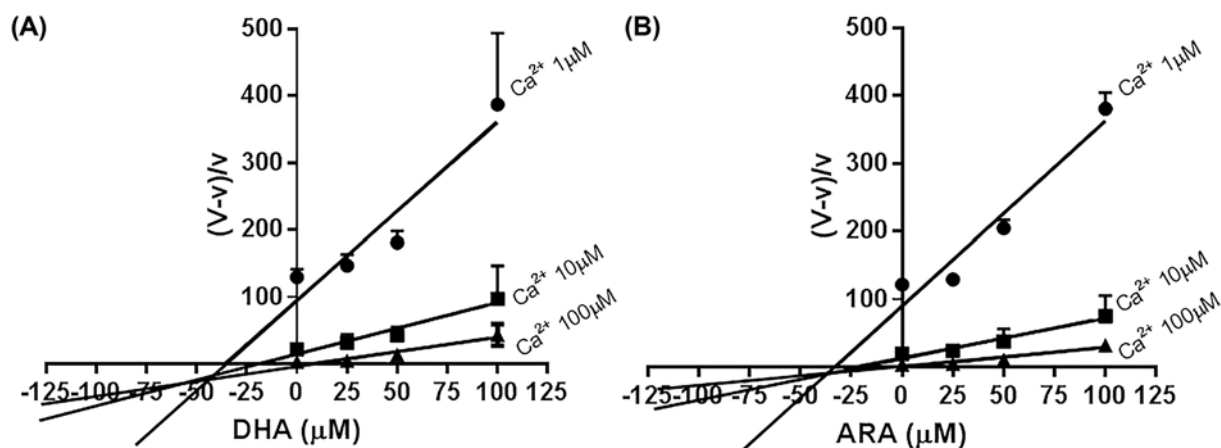 (A)
500
400
300
200
100
(V-v)/v
-125 -100 -75 -50 -25 0 25 50 75 100 125
DHA (μM)
Ca²⁺ 1μM
Ca²⁺ 10μM
Ca²⁺ 100μM
(B)
500
400
300
200
100
(V-v)/v
-125 -100 -75 -50 -25 0 25 50 75 100 125
ARA (μM)
Ca²⁺ 1μM
Ca²⁺ 10μM
Ca²⁺ 100μM